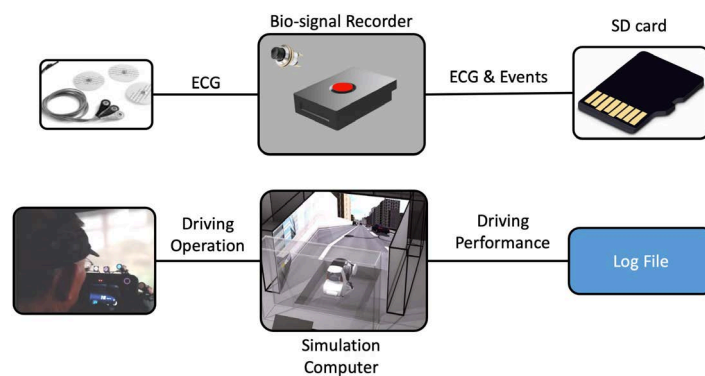 Bio-signal Recorder
SD card
ECG
ECG & Events
Driving
Operation
Driving
Performance
Log File
Simulation
Computer